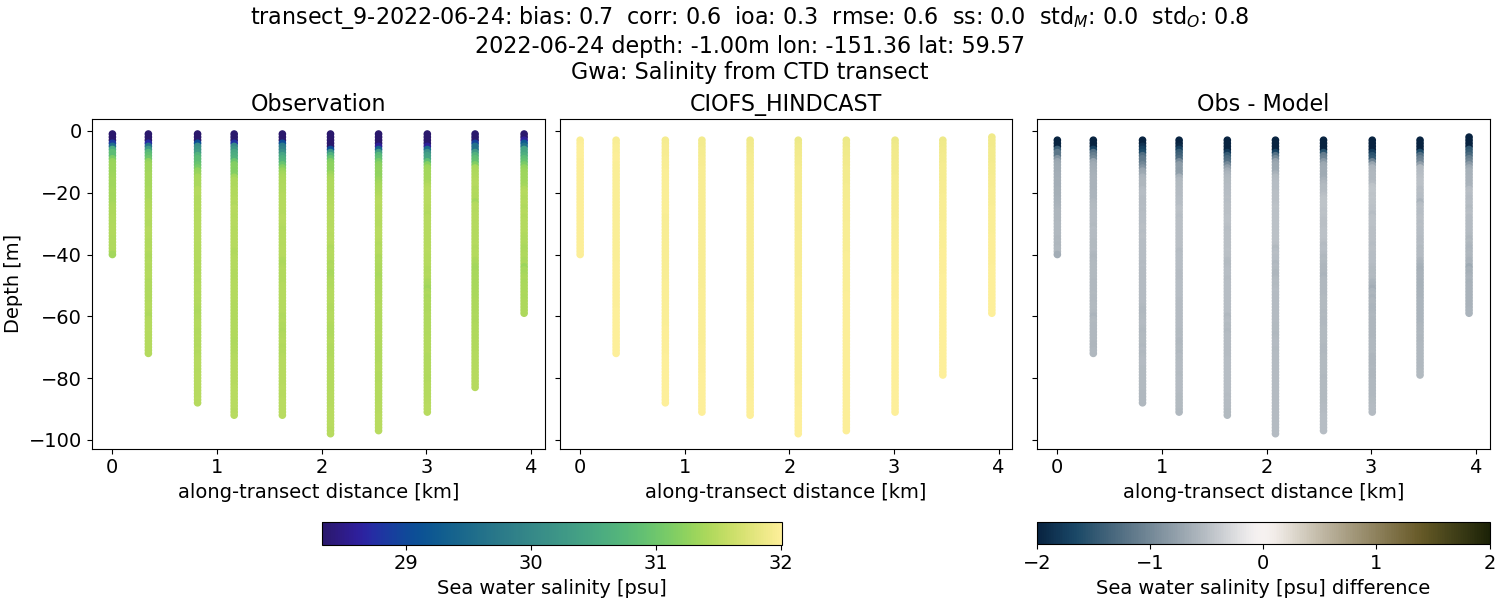 transect_9-2022-06-24: bias: 0.7 corr: 0.6 ioa: 0.3 rmse: 0.6 ss: 0.0 std_M: 0.0 std_O: 0.8
2022-06-24 depth: -1.00m lon: -151.36 lat: 59.57
Gwa: Salinity from CTD transect
Observation CIOFS_HINDCAST Obs - Model
Depth [m]
0
−20
−40
−60
−80
−100
0 1 2 3 4 0 1 2 3 4 0 1 2 3 4
along-transect distance [km] along-transect distance [km] along-transect distance [km]
29 30 31 32 −2 −1 0 1 2
Sea water salinity [psu] Sea water salinity [psu] difference